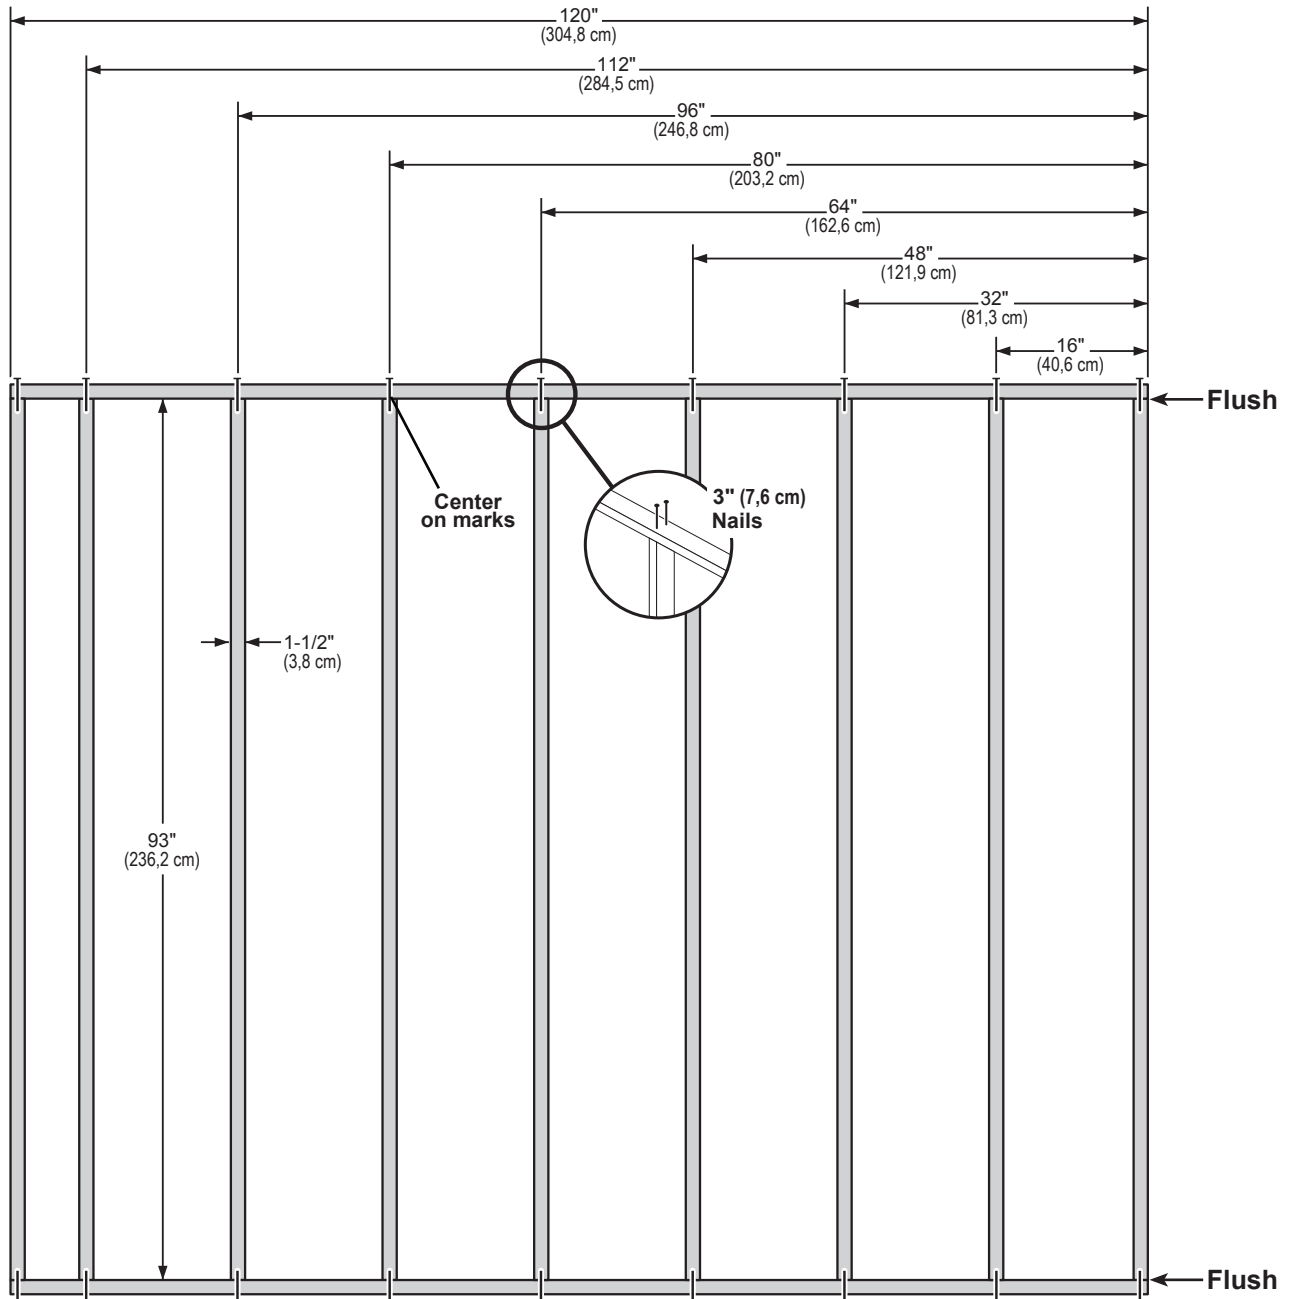 120"
(304,8 cm)
112"
(284,5 cm)
96"
(246,8 cm)
80"
(203,2 cm)
64"
(162,6 cm)
48"
(121,9 cm)
32"
(81,3 cm)
16"
(40,6 cm)
Flush
Center
on marks
3" (7,6 cm)
Nails
1-1/2"
(3,8 cm)
93"
(236,2 cm)
Flush